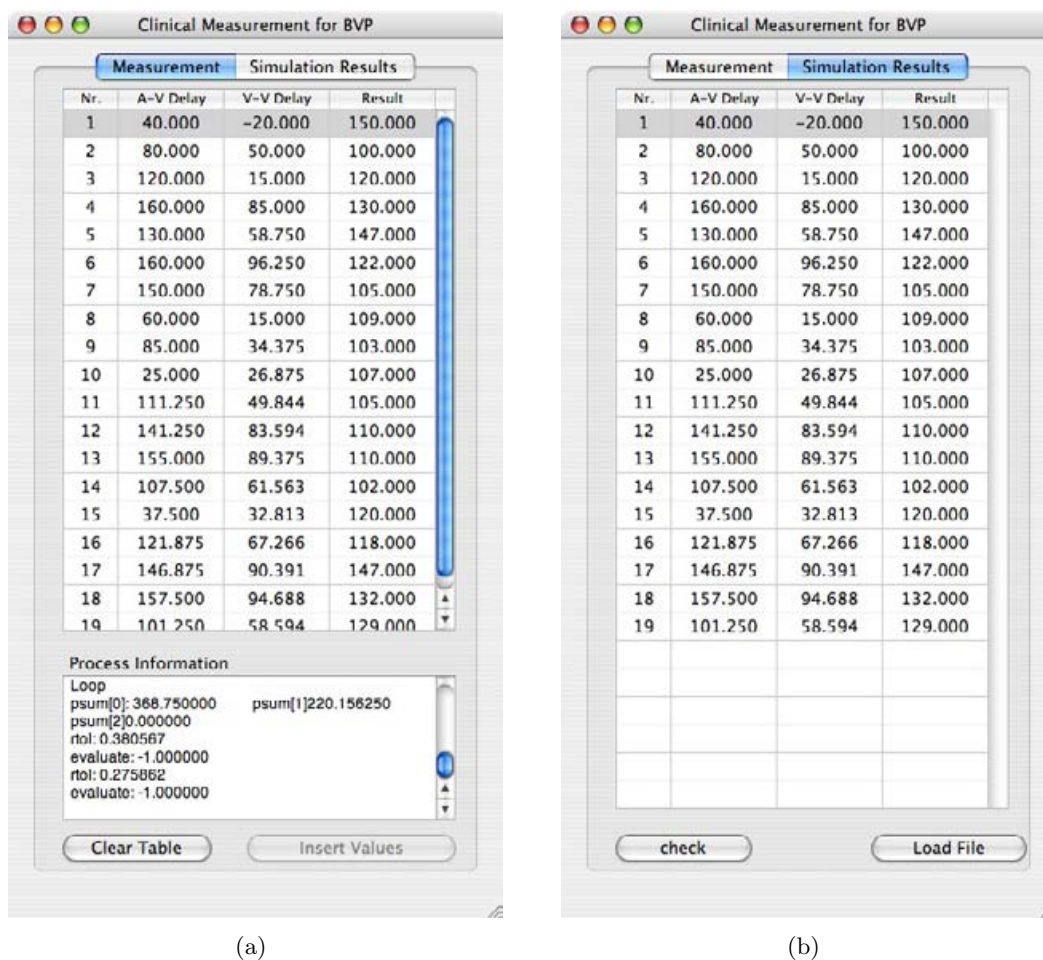 Clinical Measurement for BVP
Measurement Simulation Results
Nr. A-V Delay V-V Delay Result
1 40.000 -20.000 150.000
2 80.000 50.000 100.000
3 120.000 15.000 120.000
4 160.000 85.000 130.000
5 130.000 58.750 147.000
6 160.000 96.250 122.000
7 150.000 78.750 105.000
8 60.000 15.000 109.000
9 85.000 34.375 103.000
10 25.000 26.875 107.000
11 111.250 49.844 105.000
12 141.250 83.594 110.000
13 155.000 89.375 110.000
14 107.500 61.563 102.000
15 37.500 32.813 120.000
16 121.875 67.266 118.000
17 146.875 90.391 147.000
18 157.500 94.688 132.000
19 101.250 58.594 129.000
Process Information
Loop
psum[0]: 368.750000 psum[1]220.156250
psum[2]0.000000
rtol: 0.380567
evaluate: -1.000000
rtol: 0.275862
evaluate: -1.000000
Clear Table Insert Values
(a)
Clinical Measurement for BVP
Measurement Simulation Results
Nr. A-V Delay V-V Delay Result
1 40.000 -20.000 150.000
2 80.000 50.000 100.000
3 120.000 15.000 120.000
4 160.000 85.000 130.000
5 130.000 58.750 147.000
6 160.000 96.250 122.000
7 150.000 78.750 105.000
8 60.000 15.000 109.000
9 85.000 34.375 103.000
10 25.000 26.875 107.000
11 111.250 49.844 105.000
12 141.250 83.594 110.000
13 155.000 89.375 110.000
14 107.500 61.563 102.000
15 37.500 32.813 120.000
16 121.875 67.266 118.000
17 146.875 90.391 147.000
18 157.500 94.688 132.000
19 101.250 58.594 129.000
check Load File
(b)